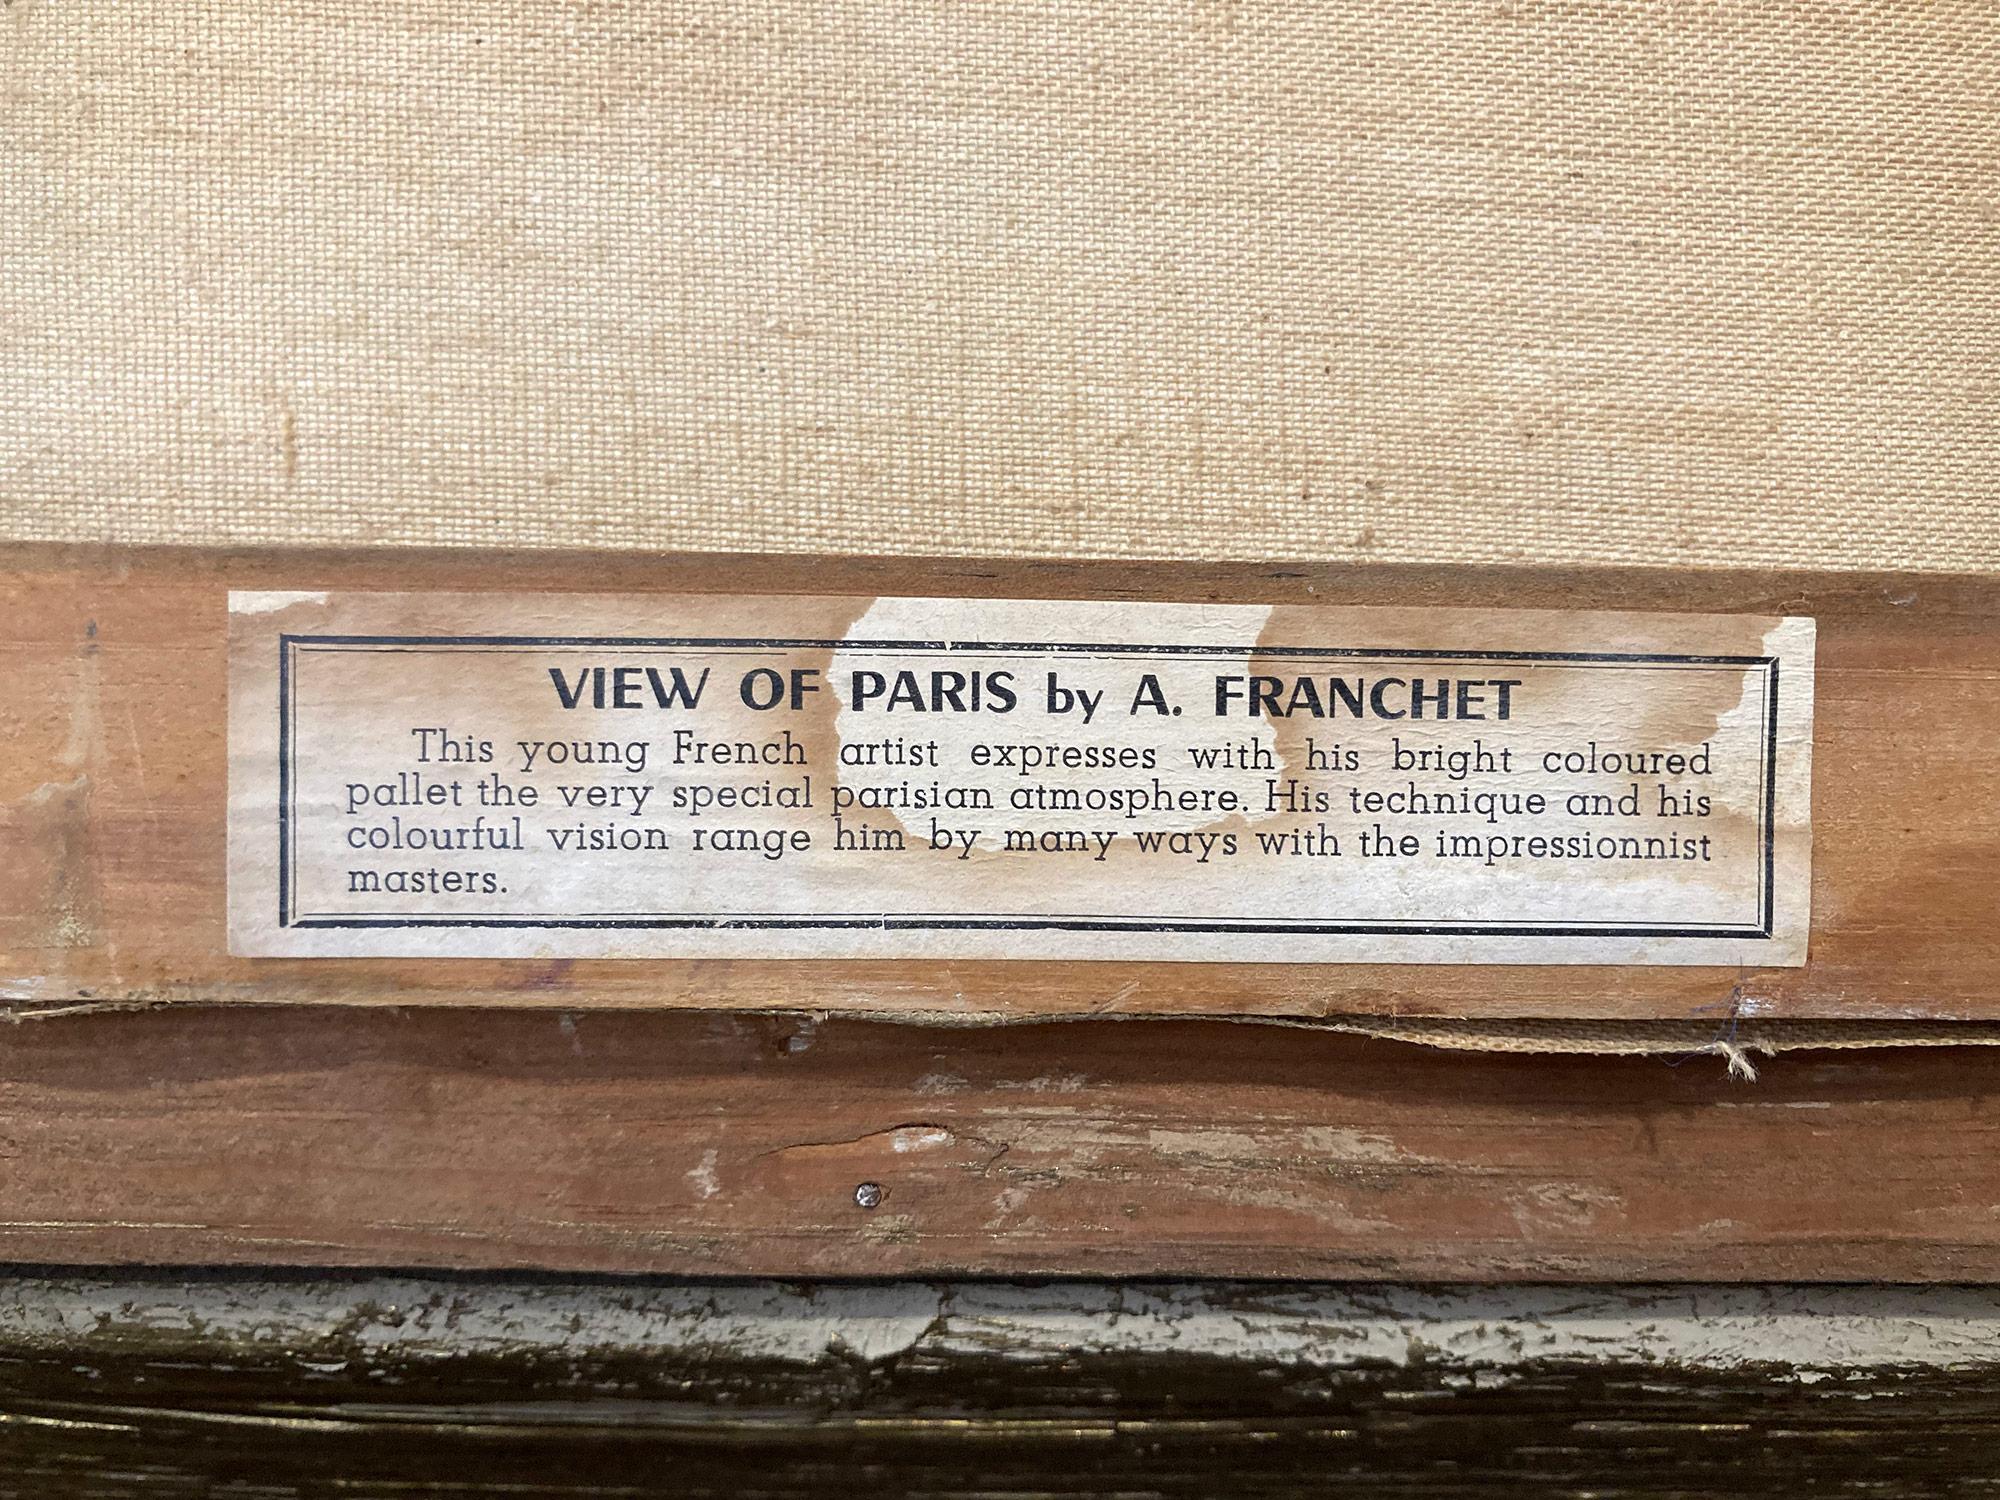 VIEW OF PARIS by A. FRANCHET
This young French artist expresses with his bright coloured
pallet the very special parisian atmosphere. His technique and his
colourful vision range him by many ways with the impressionnist
masters.